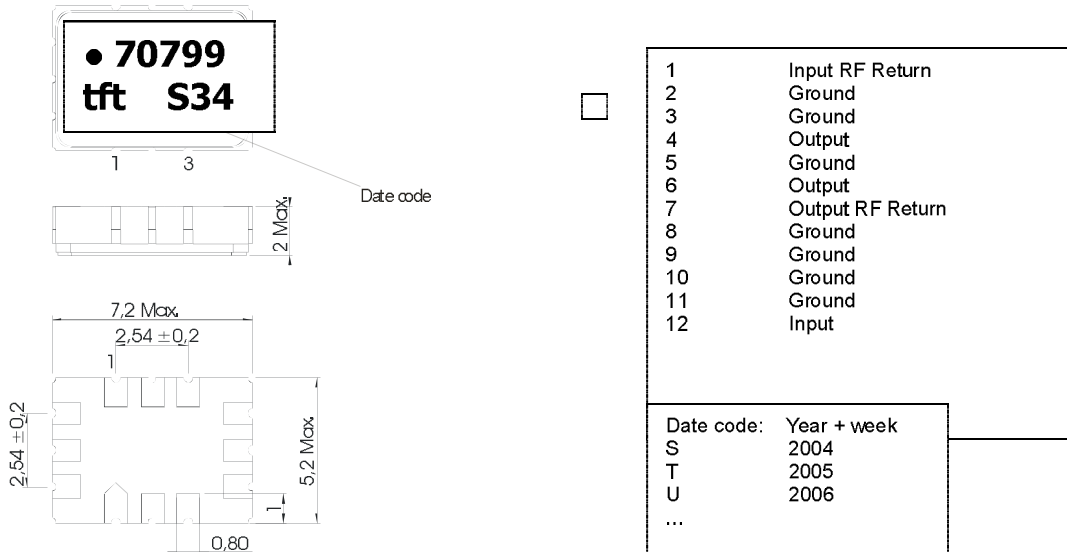 ● 70799
tft S34
1 3
Date code
2 Max.
7,2 Max.
2,54 ±0,2
1
2,54 ±0,2
5,2 Max.
1
0,80
1 Input RF Return
2 Ground
3 Ground
4 Output
5 Ground
6 Output
7 Output RF Return
8 Ground
9 Ground
10 Ground
11 Ground
12 Input
Date code: Year + week
S 2004
T 2005
U 2006
...